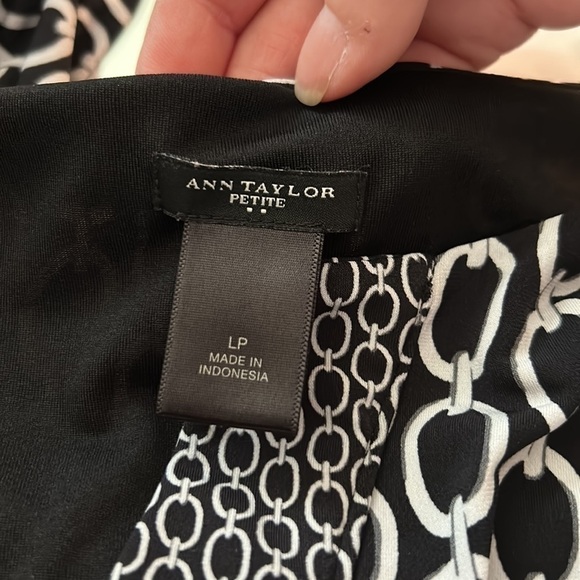 ANN TAYLOR
PETITE
LP
MADE IN
INDONESIA